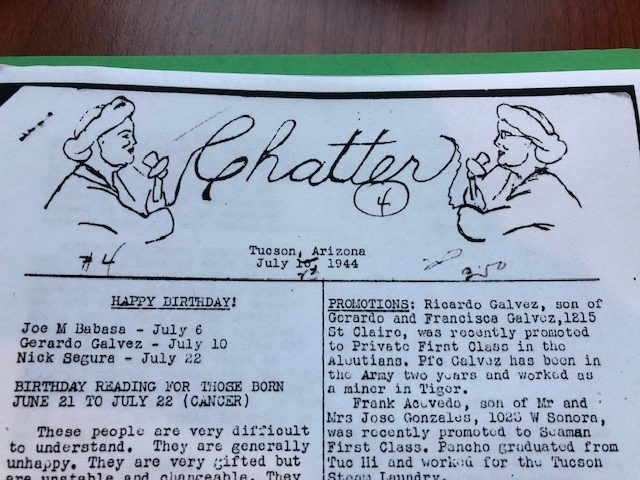 Chatter
4
#4
Tucson, Arizona
July 1944
HAPPY BIRTHDAY!
Joe M Babasa - July 6
Gerardo Galvez - July 10
Nick Segura - July 22
BIRTHDAY READING FOR THOSE BORN
JUNE 21 TO JULY 22 (CANCER)
These people are very difficult
to understand. They are generally
unhappy. They are very gifted but
are unstable and changeable. They
PROMOTIONS: Ricardo Galvez, son of
Gerardo and Francisca Galvez,1215
St Claire, was recently promoted
to Private First Class in the
Aleutians. Pfc Galvez has been in
the Army two years and worked as
a miner in Tiger.
Frank Acevedo, son of Mr and
Mrs Jose Gonzales, 1025 W Sonora,
was recently promoted to Seaman
First Class. Pancho graduated from
Tuc Hi and worked for the Tucson
Steam Laundry.